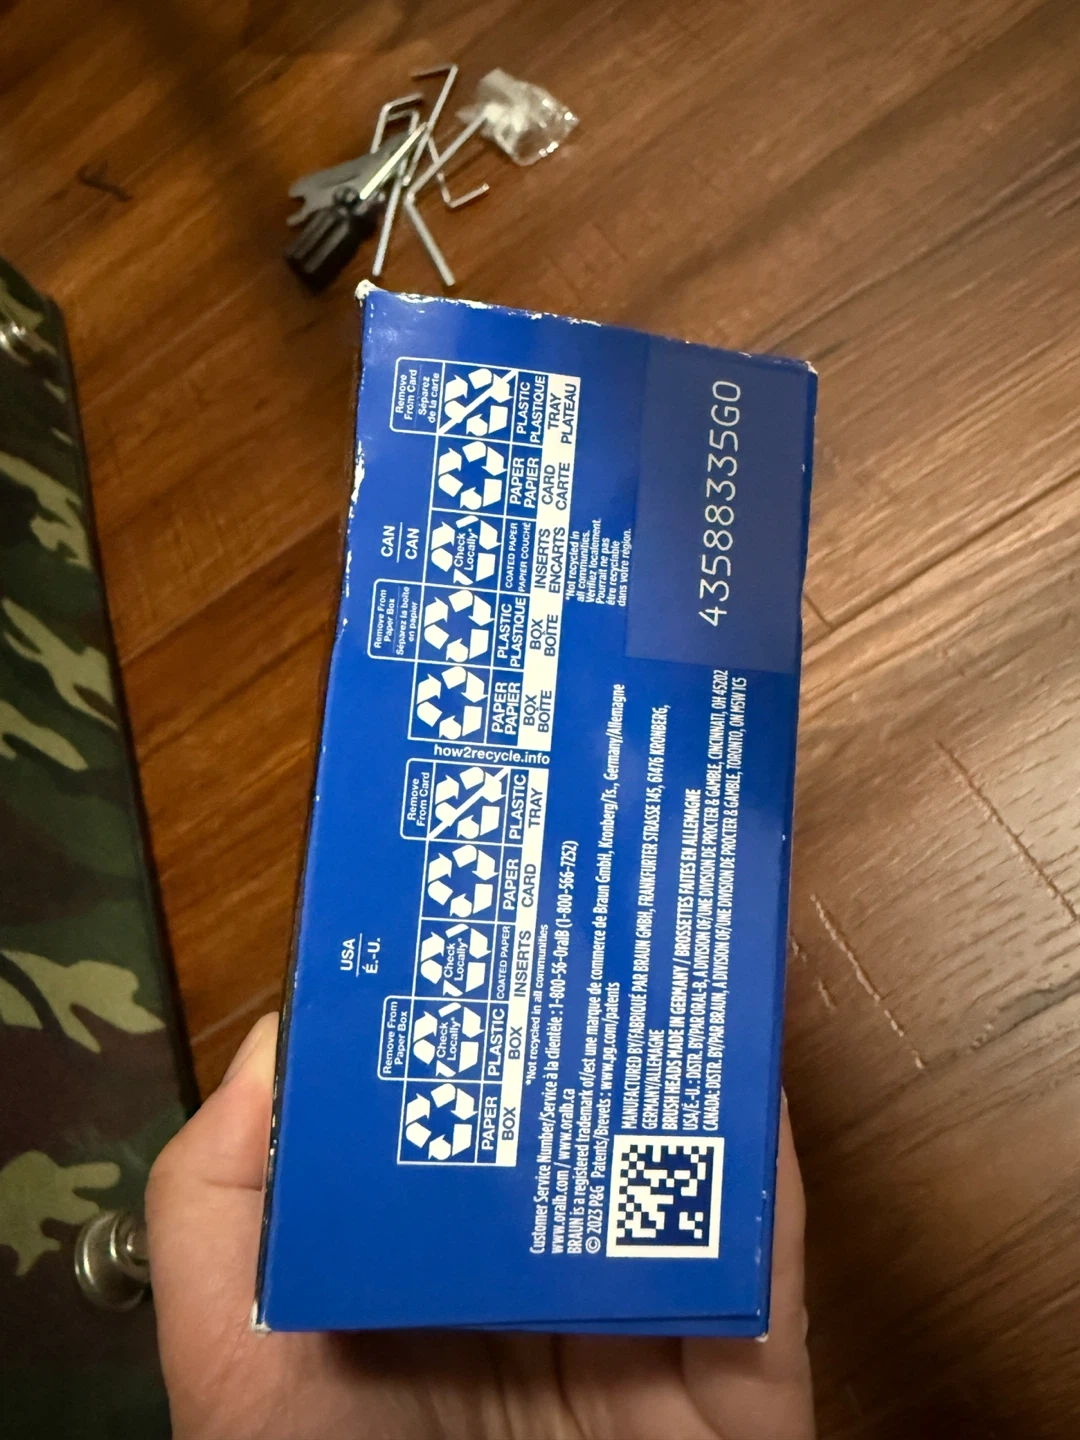 USA
É.-U.
Remove From
Paper Box
Remove
From Card
Check
Locally*
Check
Locally*
PAPER
PLASTIC
COATED PAPER
PAPER
PLASTIC
BOX
BOX
INSERTS
CARD
TRAY
*Not recycled in all communities
how2recycle.info
CAN
CAN
Remove From
Paper Box
Séparez la boîte
en papier
Remove
From Card
Séparez
de la carte
Check
Locally*
PAPER
PAPIER
PLASTIC
PLASTIQUE
COATED PAPER
PAPIER COUCHÉ
PAPER
PAPIER
PLASTIC
PLASTIQUE
BOX
BOÎTE
BOX
BOÎTE
INSERTS
ENCARTS
CARD
CARTE
TRAY
PLATEAU
*Not recycled in
all communities.
Vérifiez localement.
Pourrait ne pas
être recyclable
dans votre région.
Customer Service Number/Service à la clientèle : 1-800-56-OralB (1-800-566-7252)
www.oralb.com / www.oralb.ca
BRAUN is a registered trademark of/est une marque de commerce de Braun GmbH, Kronberg/Ts., Germany/Allemagne
© 2023 P&G Patents/Brevets : www.pg.com/patents
MANUFACTURED BY/FABRIQUÉ PAR BRAUN GMBH, FRANKFURTER STRASSE 145, 61476 KRONBERG,
GERMANY/ALLEMAGNE
BRUSH HEADS MADE IN GERMANY / BROSSETTES FAITES EN ALLEMAGNE
USA/É.-U. : DISTR. BY/PAR ORAL-B, A DIVISION OF/UNE DIVISION DE PROCTER & GAMBLE, CINCINNATI, OH 45202
CANADA: DISTR. BY/PAR BRAUN, A DIVISION OF/UNE DIVISION DE PROCTER & GAMBLE, TORONTO, ON M5W 1C5
43588335G0